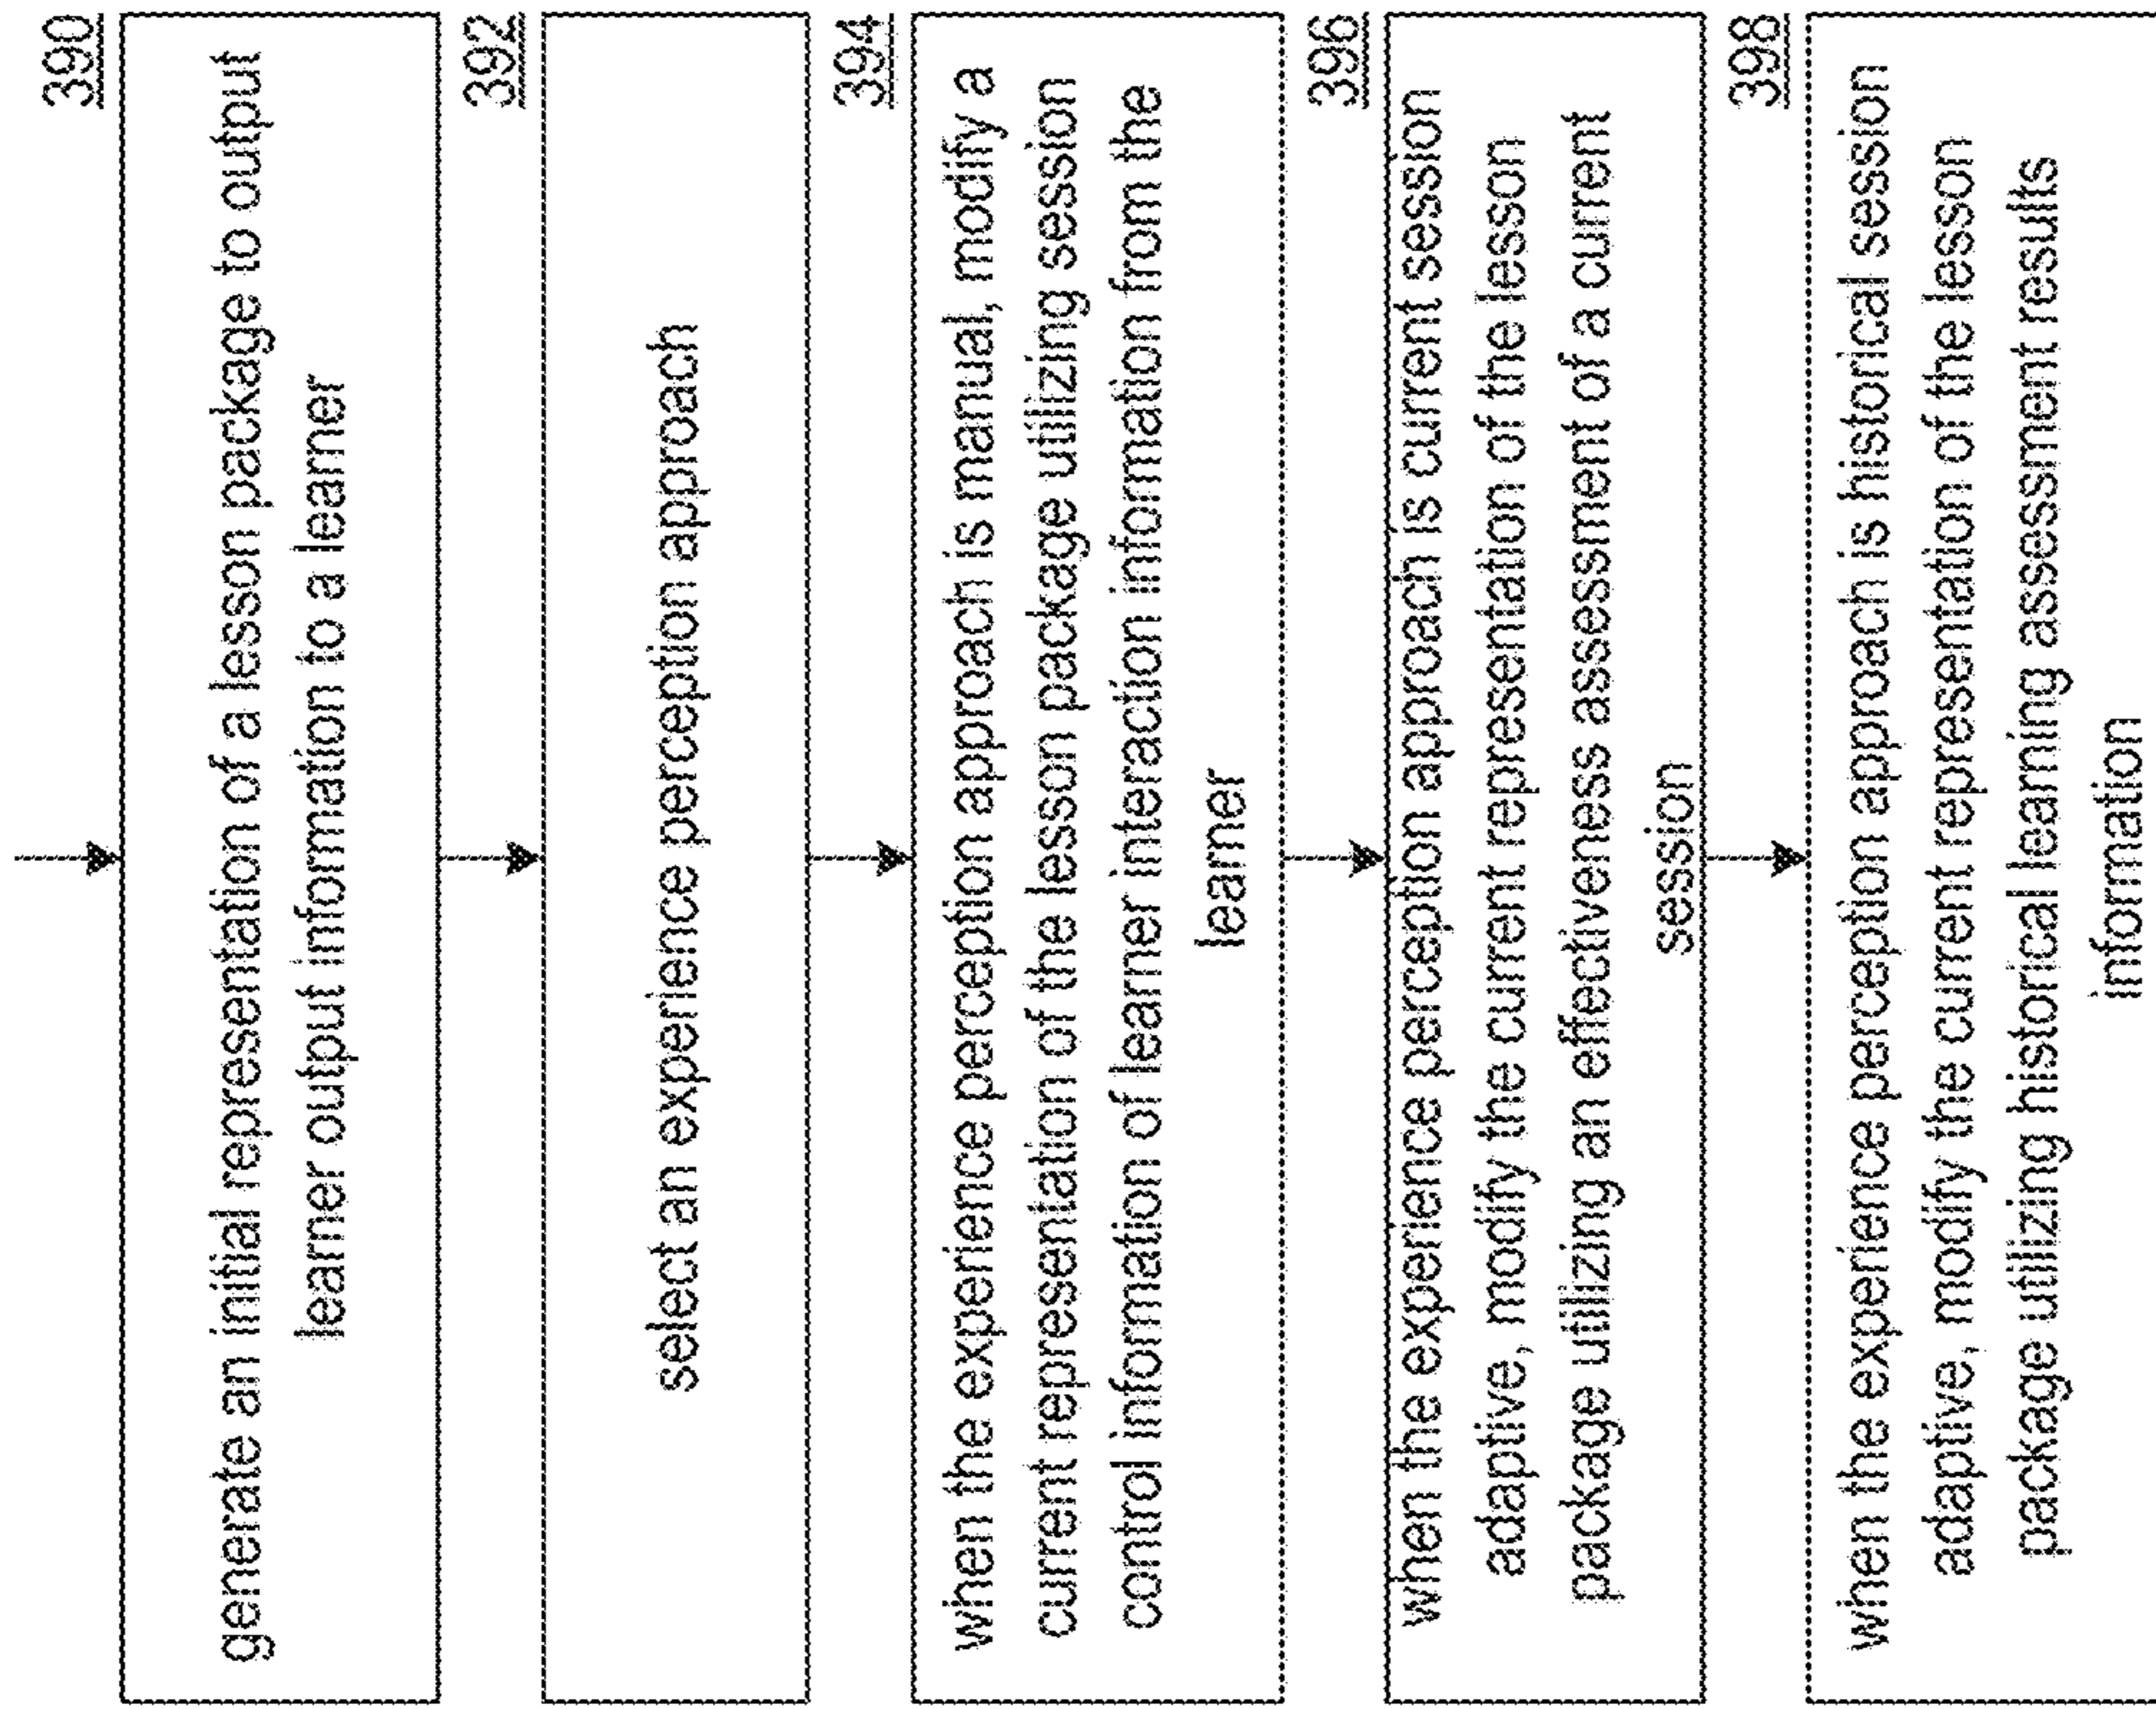 390
generate an initial representation of a lesson package to output
learner output information to a learner
392
select an experience perception approach
394
when the experience perception approach is manual, modify a
current representation of the lesson package utilizing session
control information of learner interaction information from the
learner
396
when the experience perception approach is current session
adaptive, modify the current representation of the lesson
package utilizing an effectiveness assessment of a current
session
398
when the experience perception approach is historical session
adaptive, modify the current representation of the lesson
package utilizing historical learning assessment results
information